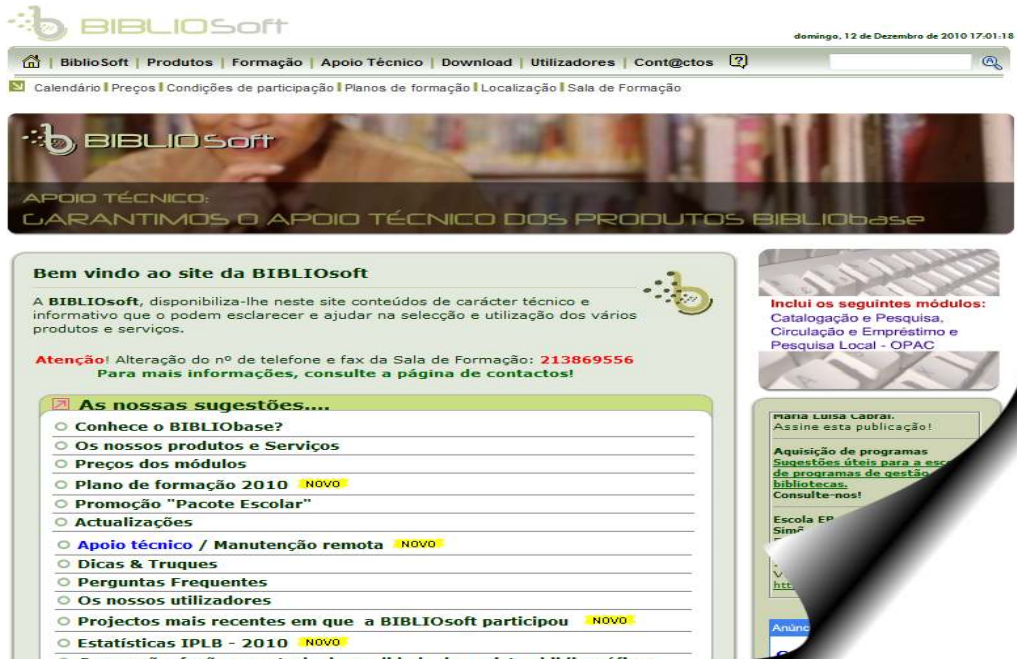 BIBLIOSoft
domingo, 12 de Dezembro de 2010 17:01:18
BiblioSoft | Produtos | Formação | Apoio Técnico | Download | Utilizadores | Cont@ctos
Calendário Preços Condições de participação Planos de formação Localização Sala de Formação
BIBLIOSoft
APOIO TÉCNICO:
GARANTIMOS O APOIO TÉCNICO DOS PRODUTOS BIBLIObase
Bem vindo ao site da BIBLIOsoft
A BIBLIOsoft, disponibiliza-lhe neste site conteúdos de carácter técnico e
informativo que o podem esclarecer e ajudar na selecção e utilização dos vários
produtos e serviços.
Atenção! Alteração do nº de telefone e fax da Sala de Formação: 213869556
Para mais informações, consulte a página de contactos!
As nossas sugestões....
Conhece o BIBLIObase?
Os nossos produtos e Serviços
Preços dos módulos
Plano de formação 2010 NOVO
Promoção "Pacote Escolar"
Actualizações
Apoio técnico / Manutenção remota NOVO
Dicas & Truques
Perguntas Frequentes
Os nossos utilizadores
Projectos mais recentes em que a BIBLIOsoft participou NOVO
Estatísticas IPLB - 2010 NOVO
Inclui os seguintes módulos:
Catalogação e Pesquisa,
Circulação e Empréstimo e
Pesquisa Local - OPAC
Maria Luisa Cabral.
Assine esta publicação!
Aquisição de programas
Sugestões úteis para a esc
de programas de gestão
bibliotecas.
Consulte-nos!
Escola EB
Anúnc